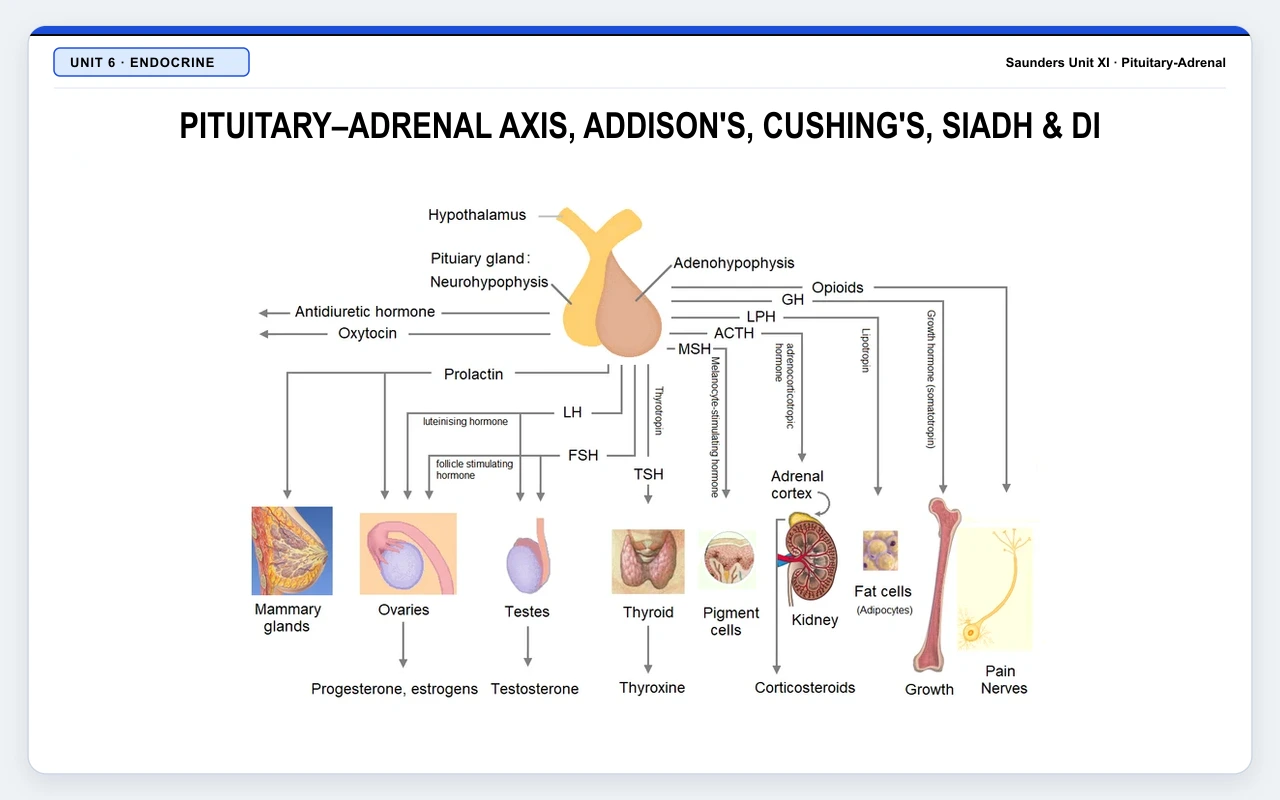 UNIT 6 · ENDOCRINE
Saunders Unit XI · Pituitary-Adrenal
PITUITARY–ADRENAL AXIS, ADDISON'S, CUSHING'S, SIADH & DI
Hypothalamus
Pituiary gland:
Neurohypophysis
Adenohypophysis
Antidiuretic hormone
Oxytocin
Opioids
GH
LPH
ACTH
MSH
Prolactin
LH
luteinising hormone
FSH
follicle stimulating
hormone
Thyrotropin
TSH
Melanocyte-stimulating hormone
adrenocorticotropic
hormone
Lipotropin
Growth hormone (somatotropin)
Adrenal
cortex
Mammary
glands
Ovaries
Testes
Thyroid
Pigment
cells
Kidney
Fat cells
(Adipocytes)
Progesterone, estrogens
Testosterone
Thyroxine
Corticosteroids
Growth
Pain
Nerves